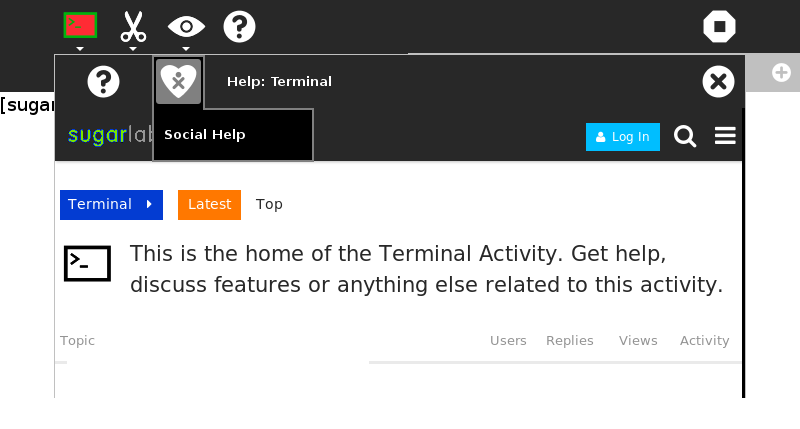 Help: Terminal
[sugar
sugarlab
Social Help
Log In
Terminal
Latest
Top
This is the home of the Terminal Activity. Get help,
discuss features or anything else related to this activity.
Topic Users Replies Views Activity